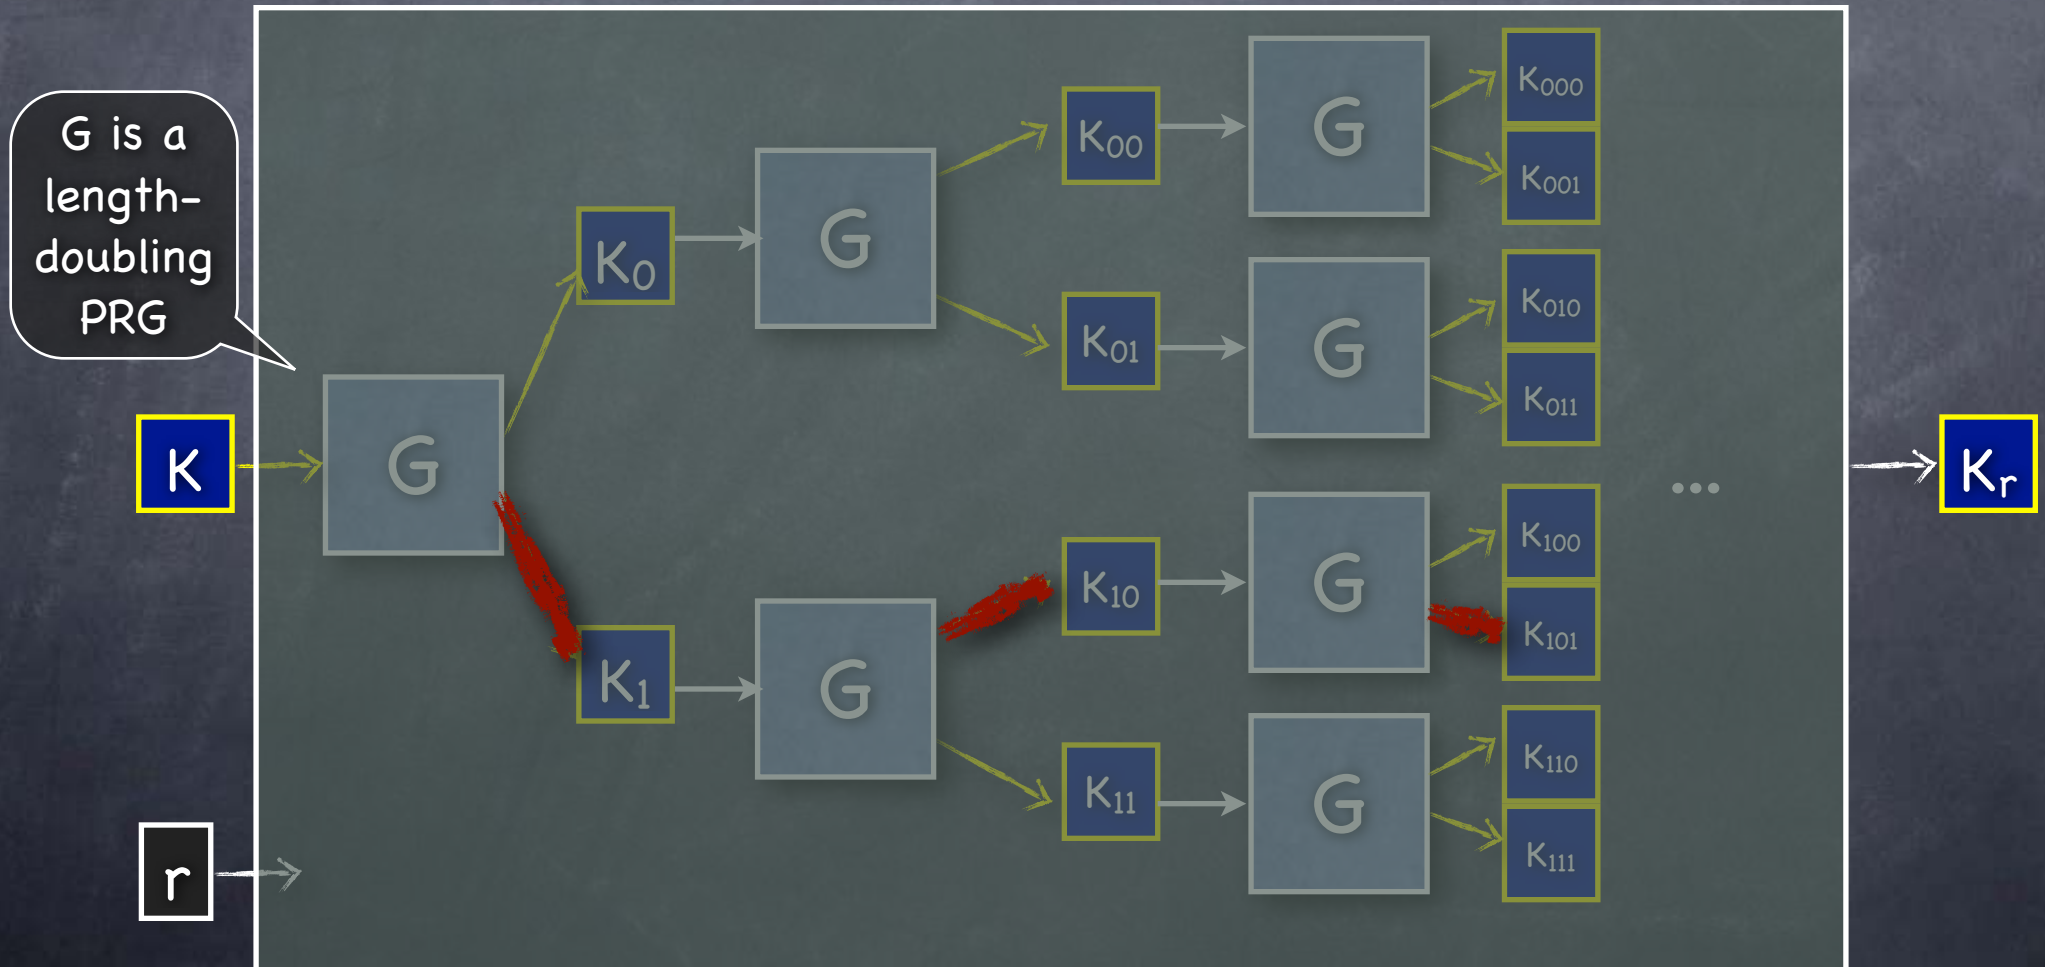 G is a
length-
doubling
PRG
K
r
G
K₀
K₁
G
G
K₀₀
K₀₁
K₁₀
K₁₁
G
G
G
G
K₀₀₀
K₀₀₁
K₀₁₀
K₀₁₁
K₁₀₀
K₁₀₁
K₁₁₀
K₁₁₁
...
Kᵣ